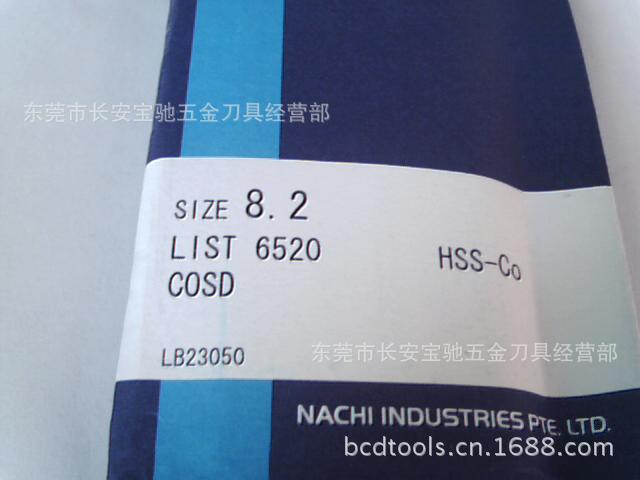 东莞市长安宝驰五金刀具经营部
SIZE 8.2
LIST 6520
HSS-Co
COSD
LB23050
东莞市长安宝驰五金刀具经营部
NACHI INDUSTRIES PTE. LTD.
bcdtools.cn.1688.com